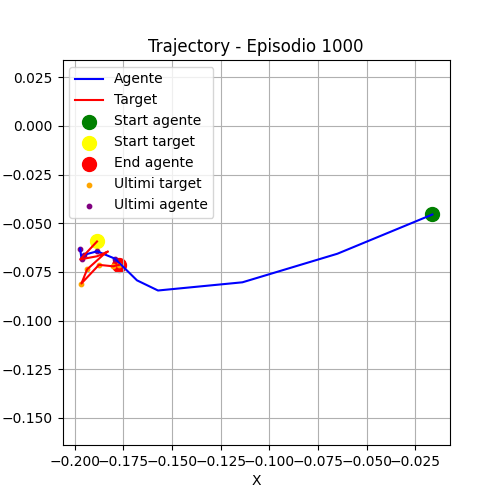 Trajectory - Episodio 1000
Agente
Target
Start agente
Start target
End agente
Ultimi target
Ultimi agente
0.025
0.000
−0.025
−0.050
−0.075
−0.100
−0.125
−0.150
−0.200−0.175−0.150−0.125−0.100−0.075−0.050−0.025
X